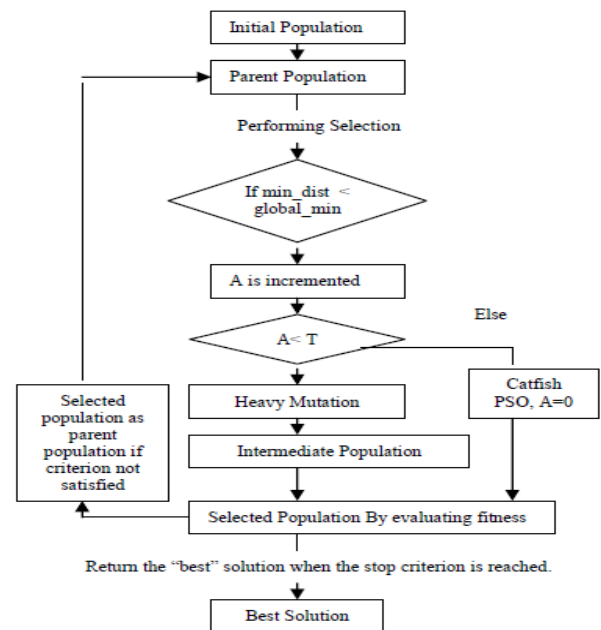 Initial Population
Parent Population
Performing Selection
If min_dist <
global_min
A is incremented
A< T
Else
Heavy Mutation
Catfish
PSO, A=0
Intermediate Population
Selected
population as
parent
population if
criterion not
satisfied
Selected Population By evaluating fitness
Return the “best” solution when the stop criterion is reached.
Best Solution